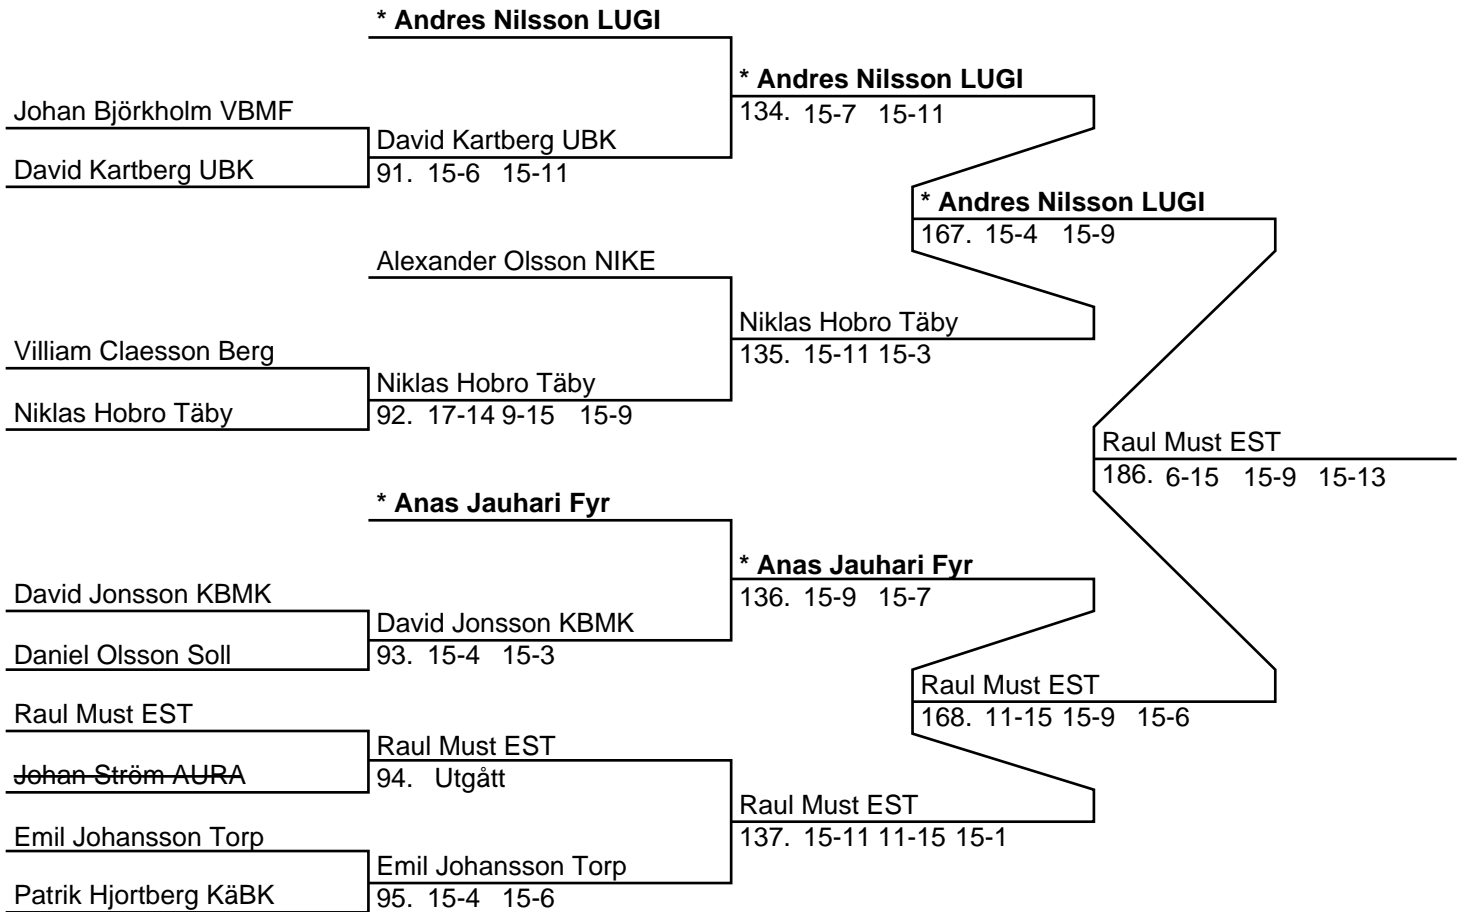 * Andres Nilsson LUGI
* Andres Nilsson LUGI
134. 15-7 15-11
Johan Björkholm VBMF
David Kartberg UBK
David Kartberg UBK
91. 15-6 15-11
* Andres Nilsson LUGI
167. 15-4 15-9
Alexander Olsson NIKE
Niklas Hobro Täby
135. 15-11 15-3
Villiam Claesson Berg
Niklas Hobro Täby
Niklas Hobro Täby
92. 17-14 9-15 15-9
Raul Must EST
186. 6-15 15-9 15-13
* Anas Jauhari Fyr
* Anas Jauhari Fyr
136. 15-9 15-7
David Jonsson KBMK
David Jonsson KBMK
Daniel Olsson Soll
93. 15-4 15-3
Raul Must EST
168. 11-15 15-9 15-6
Raul Must EST
Raul Must EST
Johan Ström AURA
94. Utgått
Raul Must EST
137. 15-11 11-15 15-1
Emil Johansson Torp
Emil Johansson Torp
Patrik Hjortberg KäBK
95. 15-4 15-6